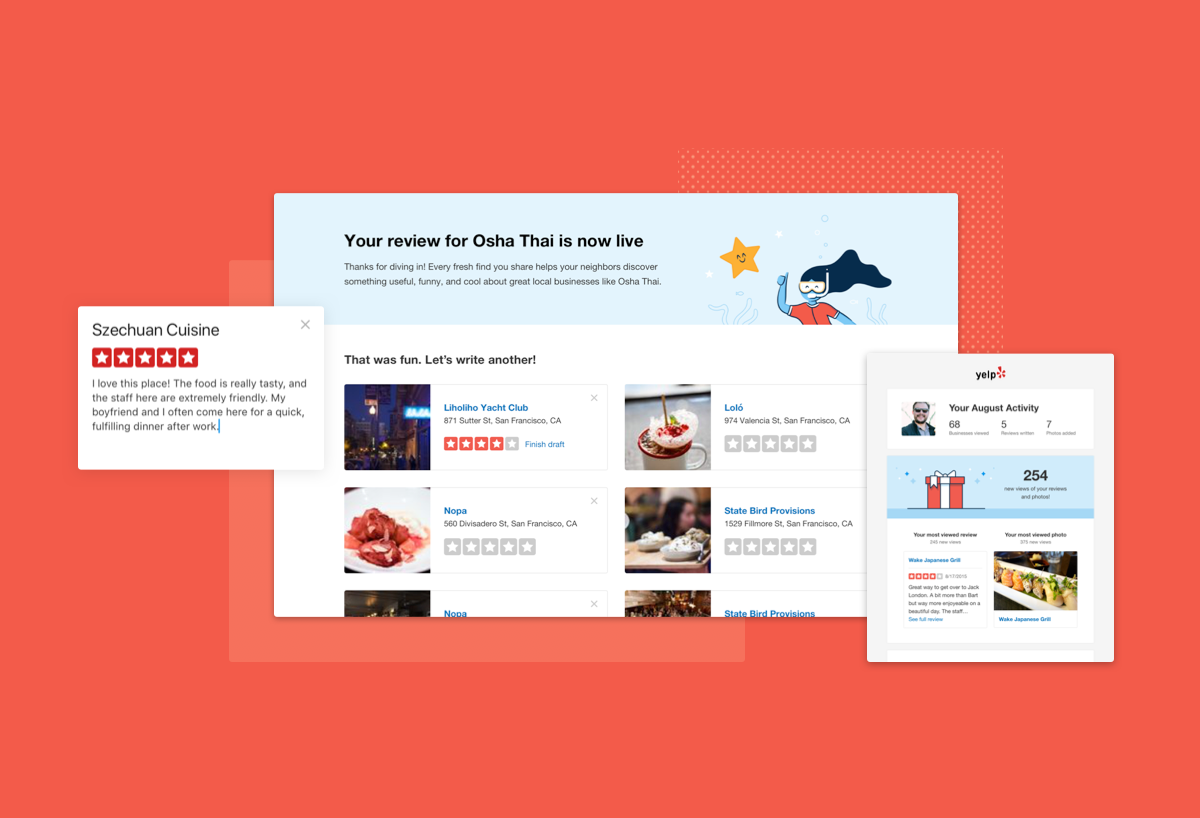 Your review for Osha Thai is now live
Thanks for diving in! Every fresh find you share helps your neighbors discover
something useful, funny, and cool about great local businesses like Osha Thai.
Szechuan Cuisine
I love this place! The food is really tasty, and
the staff here are extremely friendly. My
boyfriend and I often come here for a quick,
fulfilling dinner after work.
That was fun. Let's write another!
Liholiho Yacht Club
871 Sutter St, San Francisco, CA
Finish draft
Loló
974 Valencia St, San Francisco, CA
Nopa
560 Divisadero St, San Francisco, CA
State Bird Provisions
1529 Fillmore St, San Francisco, CA
Nopa
State Bird Provisions
yelp
Your August Activity
68
Businesses viewed
5
Reviews written
7
Photos added
254
new views of your reviews
and photos!
Your most viewed review
245 new views
Waka Japanese Grill
8/17/2015
Great way to get over to Jack
London. A bit more than Bart
but way more enjoyeable on a
beautiful day. The staff...
See full review
Your most viewed photo
375 new views
Waka Japanese Grill